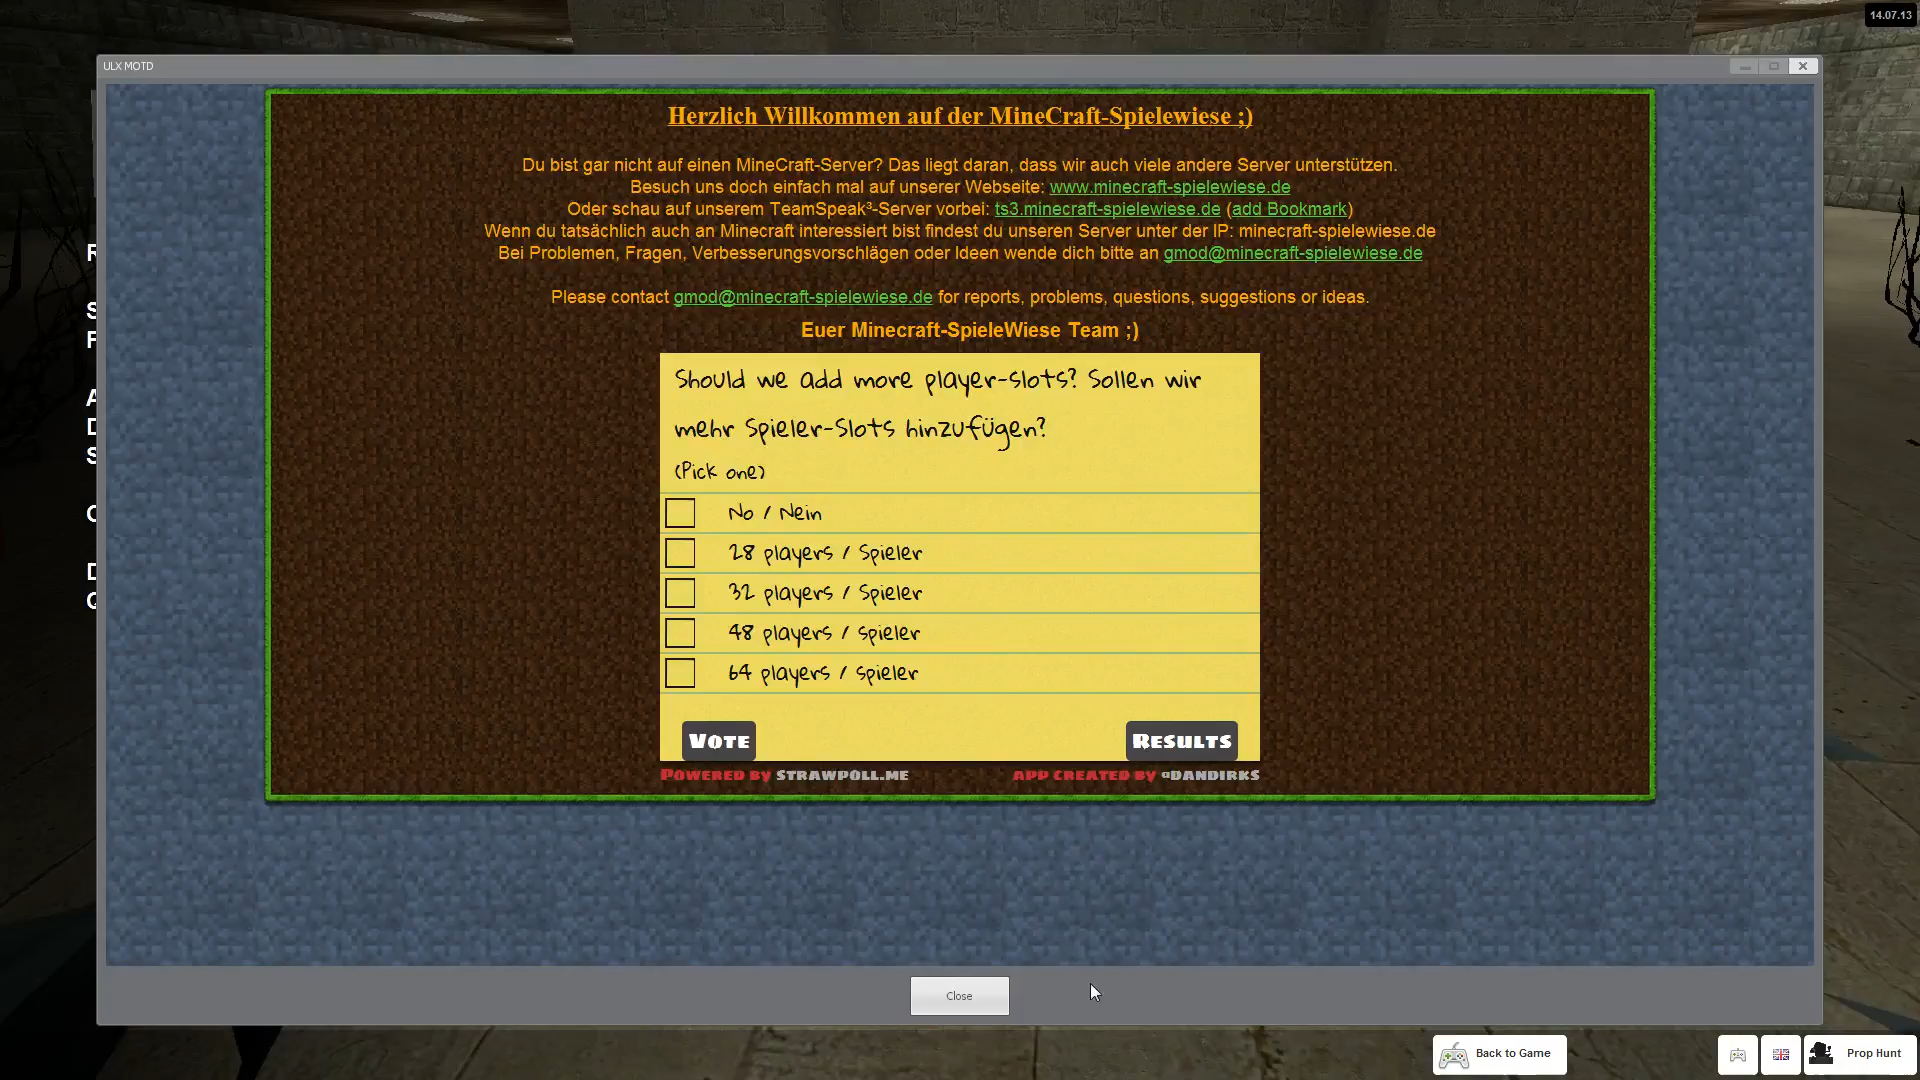 14.07.13
ULX MOTD
Herzlich Willkommen auf der MineCraft-Spielewiese ;)
Du bist gar nicht auf einen MineCraft-Server? Das liegt daran, dass wir auch viele andere Server unterstützen.
Besuch uns doch einfach mal auf unserer Webseite: www.minecraft-spielewiese.de
Oder schau auf unserem TeamSpeak³-Server vorbei: ts3.minecraft-spielewiese.de (add Bookmark)
Wenn du tatsächlich auch an Minecraft interessiert bist findest du unseren Server unter der IP: minecraft-spielewiese.de
Bei Problemen, Fragen, Verbesserungsvorschlägen oder Ideen wende dich bitte an gmod@minecraft-spielewiese.de
Please contact gmod@minecraft-spielewiese.de for reports, problems, questions, suggestions or ideas.
Euer Minecraft-SpieleWiese Team ;)
Should we add more player-slots? Sollen wir
mehr Spieler-Slots hinzufügen?
(Pick one)
No / Nein
28 players / Spieler
32 players / Spieler
48 players / spieler
64 players / spieler
VOTE
RESULTS
POWERED BY STRAWPOLL.ME
APP CREATED BY @DANDIRKS
Close
Back to Game
Prop Hunt